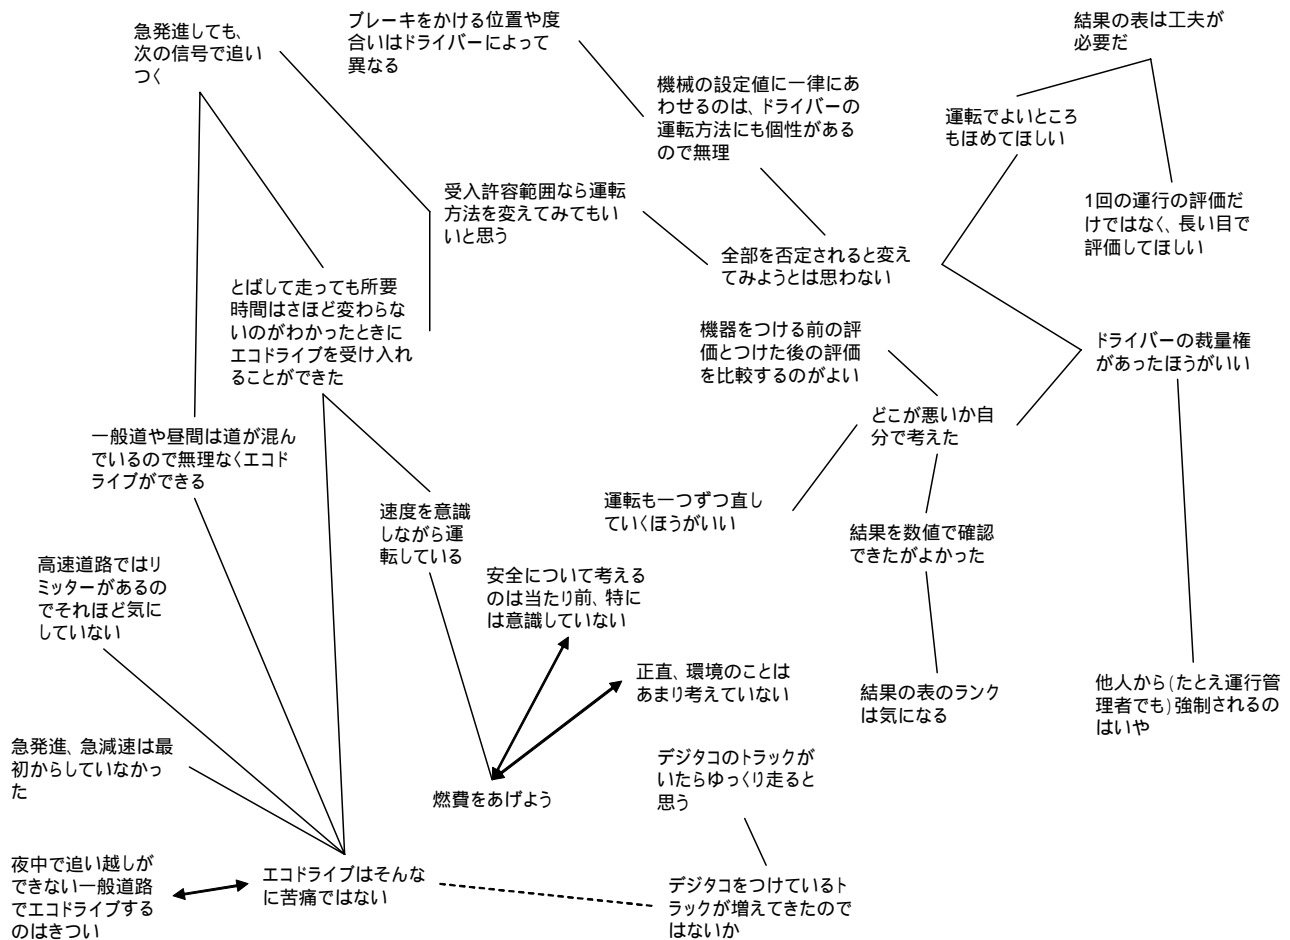 急発進しても、
次の信号で追い
つく
ブレーキをかける位置や度
合いはドライバーによって
異なる
結果の表は工夫が
必要だ
機械の設定値に一律にあ
わせるのは、ドライバーの
運転方法にも個性がある
ので無理
運転でよいところ
もほめてほしい
受入許容範囲なら運転
方法を変えてみてもい
いと思う
1回の運行の評価だ
けではなく、長い目で
評価してほしい
全部を否定されると変え
てみようとは思わない
とばして走っても所要
時間はさほど変わらな
いのがわかったときに
エコドライブを受け入れ
ることができた
機器をつける前の評
価とつけた後の評価
を比較するのがよい
ドライバーの裁量権
があったほうがいい
どこが悪いか自
分で考えた
一般道や昼間は道が混ん
でいるので無理なくエコド
ライブができる
運転も一つずつ直し
ていくほうがいい
速度を意識
しながら運
転している
結果を数値で確認
できたがよかった
高速道路ではリ
ミッターがあるの
でそれほど気に
していない
安全について考える
のは当たり前、特に
は意識していない
正直、環境のことは
あまり考えていない
結果の表のランク
は気になる
他人から(たとえ運行管
理者でも)強制されるの
はいや
急発進、急減速は最
初からしていなかっ
た
燃費をあげよう
デジタコのトラックが
いたらゆっくり走ると
思う
夜中で追い越しが
できない一般道路
でエコドライブする
のはきつい
エコドライブはそんな
に苦痛ではない
デジタコをつけているト
ラックが増えてきたので
はないか